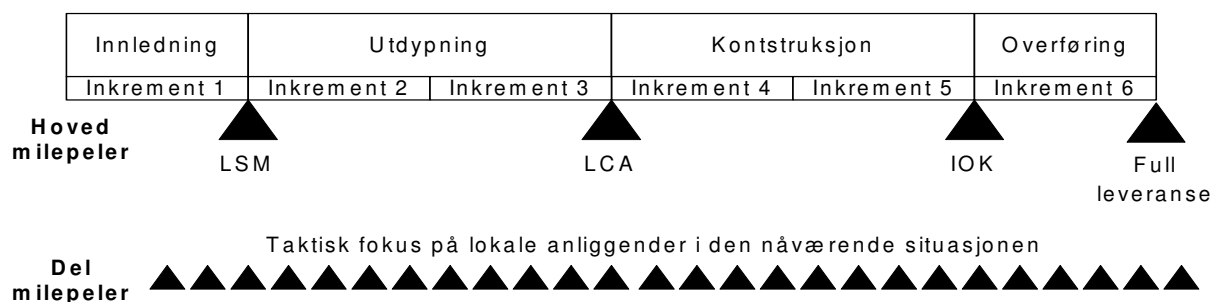 Innledning Utdypning Kontstruksjon Overføring
Inkrement 1 Inkrement 2 Inkrement 3 Inkrement 4 Inkrement 5 Inkrement 6
Hoved
milepeler
LSM LCA IOK Full
leveranse
Taktisk fokus på lokale anliggender i den nåværende situasjonen
Del
milepeler